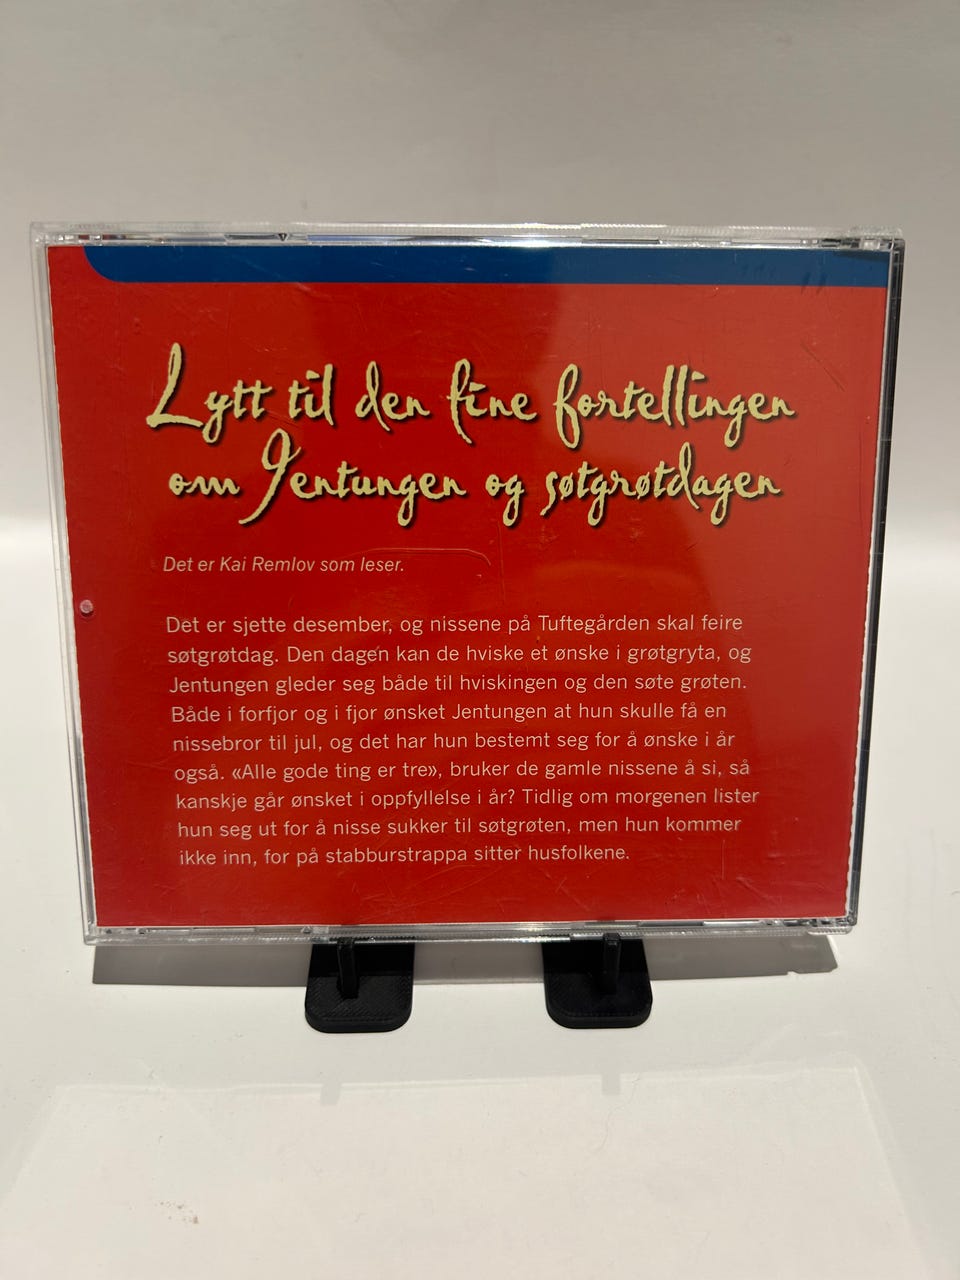 Lytt til den fine fortellingen
om Jentungen og søtgrøtdagen
Det er Kai Remlov som leser.
Det er sjette desember, og nissene på Tuftegården skal feire
søtgrøtdag. Den dagen kan de hviske et ønske i grøtgryta, og
Jentungen gleder seg både til hviskingen og den søte grøten.
Både i forfjor og i fjor ønsket Jentungen at hun skulle få en
nissebror til jul, og det har hun bestemt seg for å ønske i år
også. «Alle gode ting er tre», bruker de gamle nissene å si, så
kanskje går ønsket i oppfyllelse i år? Tidlig om morgenen lister
hun seg ut for å nisse sukker til søtgrøten, men hun kommer
ikke inn, for på stabburstrappa sitter husfolkene.